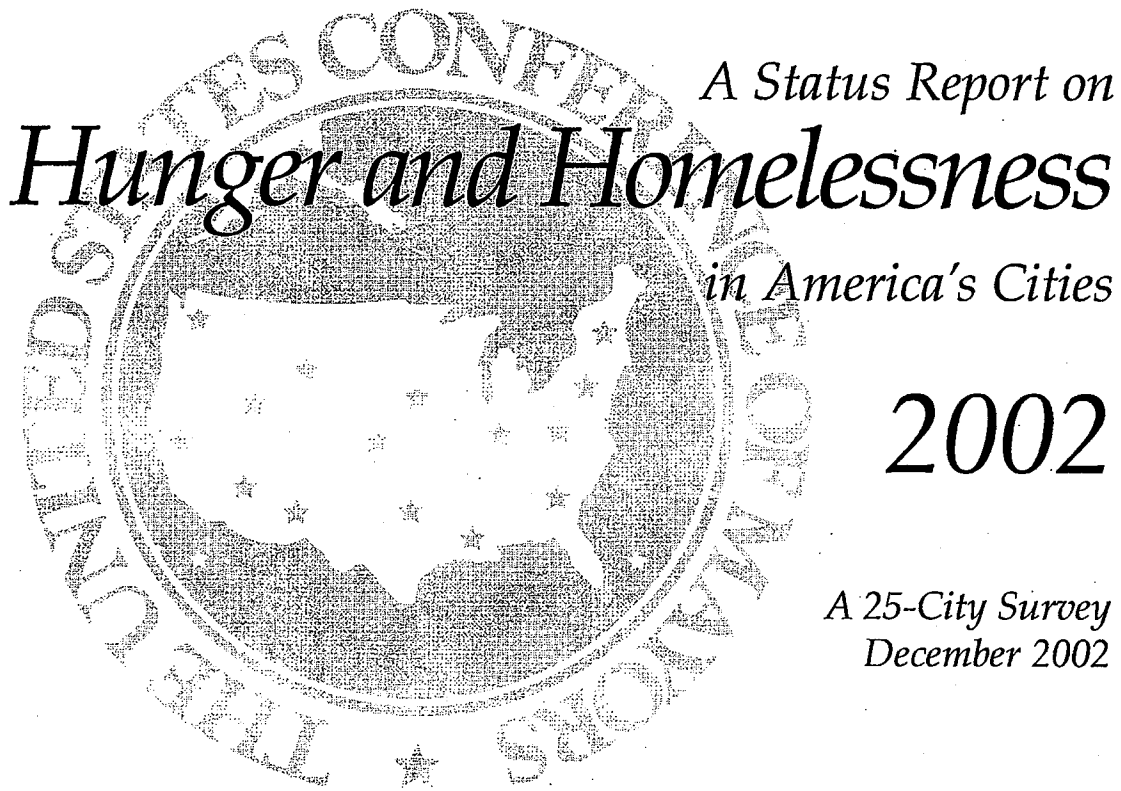 A Status Report on
Hunger and Homelessness
in America's Cities
2002
A 25-City Survey
December 2002
THE UNITED STATES CONFERENCE OF MAYORS